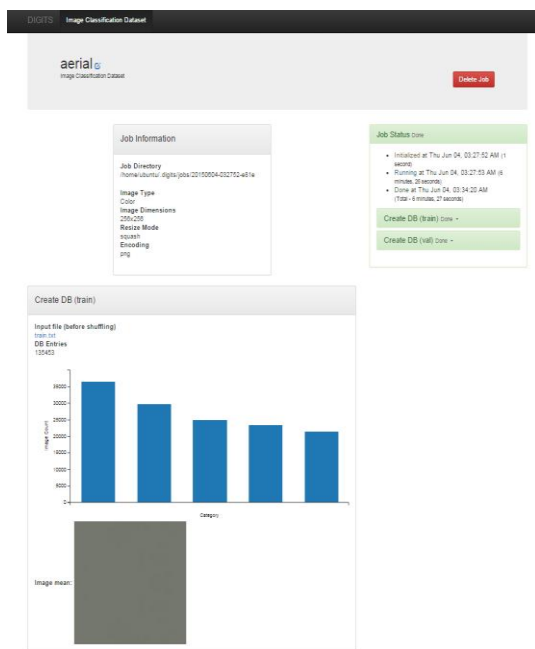 DIGITS Image Classification Dataset
aerial
Image Classification Dataset
Delete Job
Job Information
Job Directory
/home/ubuntu/.digits/jobs/20150604-032752-e81e
Image Type
Color
Image Dimensions
256x256
Resize Mode
squash
Encoding
png
Job Status Done
Initialized at Thu Jun 04, 03:27:52 AM (1
second)
Running at Thu Jun 04, 03:27:53 AM (6
minutes, 26 seconds)
Done at Thu Jun 04, 03:34:20 AM
(Total - 6 minutes, 27 seconds)
Create DB (train) Done
Create DB (val) Done
Create DB (train)
Input file (before shuffling)
train.txt
DB Entries
135453
35000
30000
25000
20000
15000
10000
5000
0
Image Count
Category
Image mean: